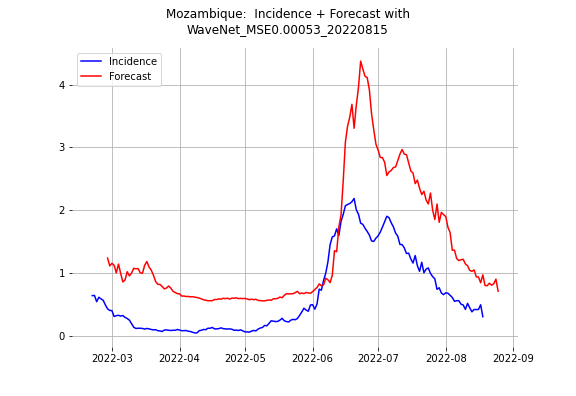 Mozambique:  Incidence + Forecast with
WaveNet_MSE0.00053_20220815
Incidence
Forecast
4
3
2
1
0
2022-03 2022-04 2022-05 2022-06 2022-07 2022-08 2022-09